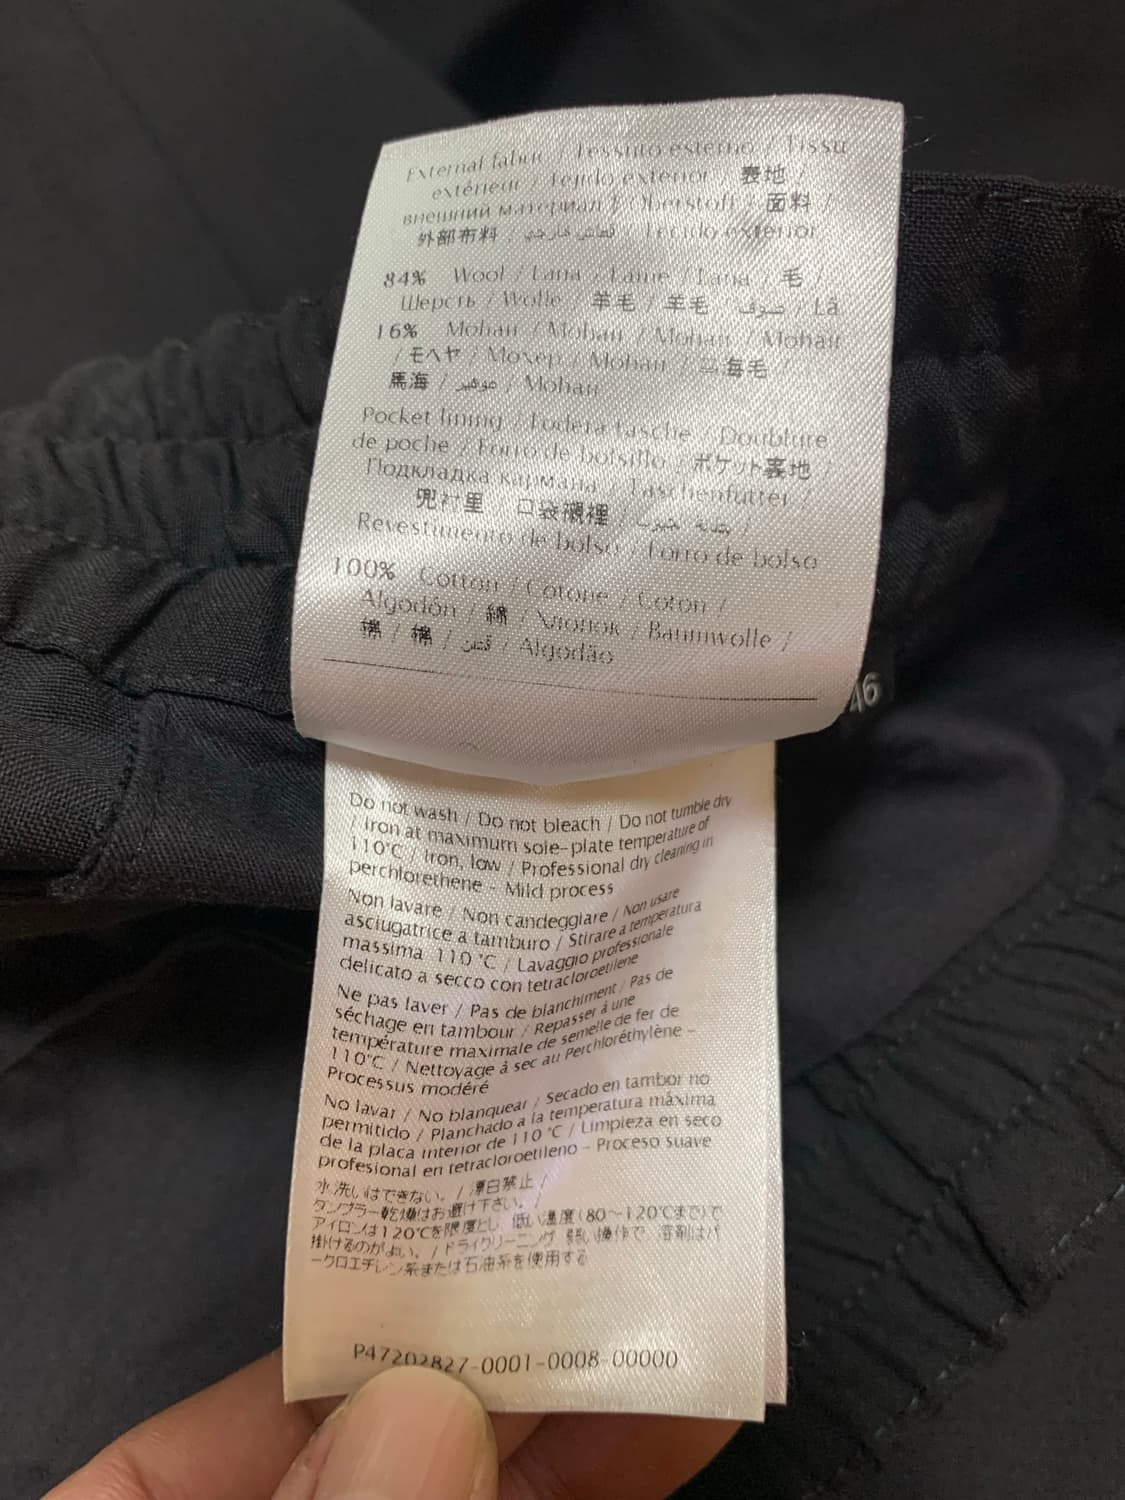 External fabric / Tessuto esterno / Tissu
extérieur / Tejido exterior / 表地 /
внешний материал / Oberstoff / 面料 /
外部布料 / قماش خارجي / Tecido exterior
84% Wool / Lana / Laine / Lana / 毛 /
Шерсть / Wolle / 羊毛 / 羊毛 / صوف / Lã
16% Mohair / Mohair / Mohair / Mohair
/ モヘヤ / Мохер / Mohair / 马海毛
馬海 / موهير / Mohair
Pocket lining / Fodera tasche / Doublure
de poche / Forro de bolsillo / ポケット裏地 /
Подкладка кармана / Taschenfutter /
兜衬里 口袋襯裡 /
Revestimento de bolso / Forro de bolso
100% Cotton / Cotone / Coton /
Algodón / 綿 / Хлопок / Baumwolle /
棉 / 棉 / قطن / Algodão
46
Do not wash / Do not bleach / Do not tumble dry
/ Iron at maximum sole-plate temperature of
110°C / Iron, low / Professional dry cleaning in
perchlorethene - Mild process
Non lavare / Non candeggiare / Non usare
asciugatrice a tamburo / Stirare a temperatura
massima 110 °C / Lavaggio professionale
delicato a secco con tetracloroetilene
Ne pas laver / Pas de blanchiment / Pas de
séchage en tambour / Repasser à une
température maximale de semelle de fer de
110°C / Nettoyage à sec au Perchloréthylène -
Processus modéré
No lavar / No blanquear / Secado en tambor no
permitido / Planchado a la temperatura máxima
de la placa interior de 110 °C / Limpieza en seco
profesional en tetracloroetileno - Proceso suave
水洗いはできない。 / 漂白禁止 /
タンブラー乾燥はお避け下さい。 /
アイロンは120℃を限度とし、低い温度(80～120℃まで)で
掛けるのがよい。 / ドライクリーニング 弱い操作で、溶剤はパ
ークロエチレン系または石油系を使用する
P47202827-0001-0008-00000